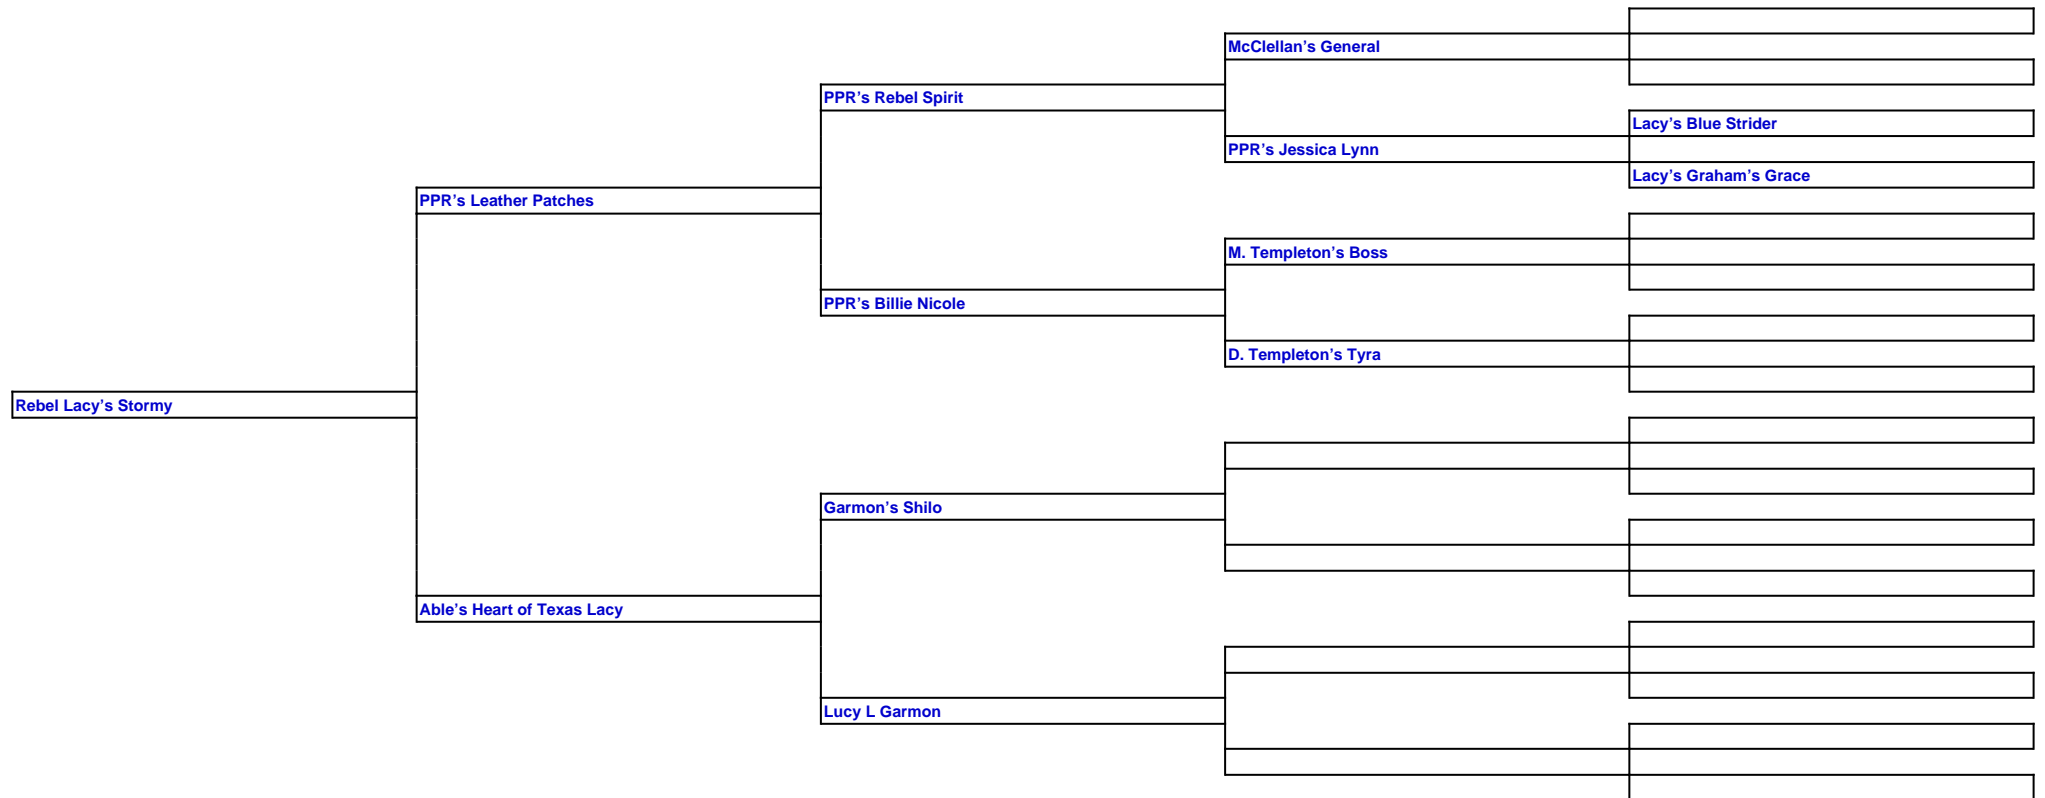 McClellan’s General
PPR’s Rebel Spirit
Lacy’s Blue Strider
PPR’s Jessica Lynn
Lacy’s Graham’s Grace
PPR’s Leather Patches
M. Templeton’s Boss
PPR’s Billie Nicole
D. Templeton’s Tyra
Rebel Lacy’s Stormy
Garmon’s Shilo
Able’s Heart of Texas Lacy
Lucy L Garmon